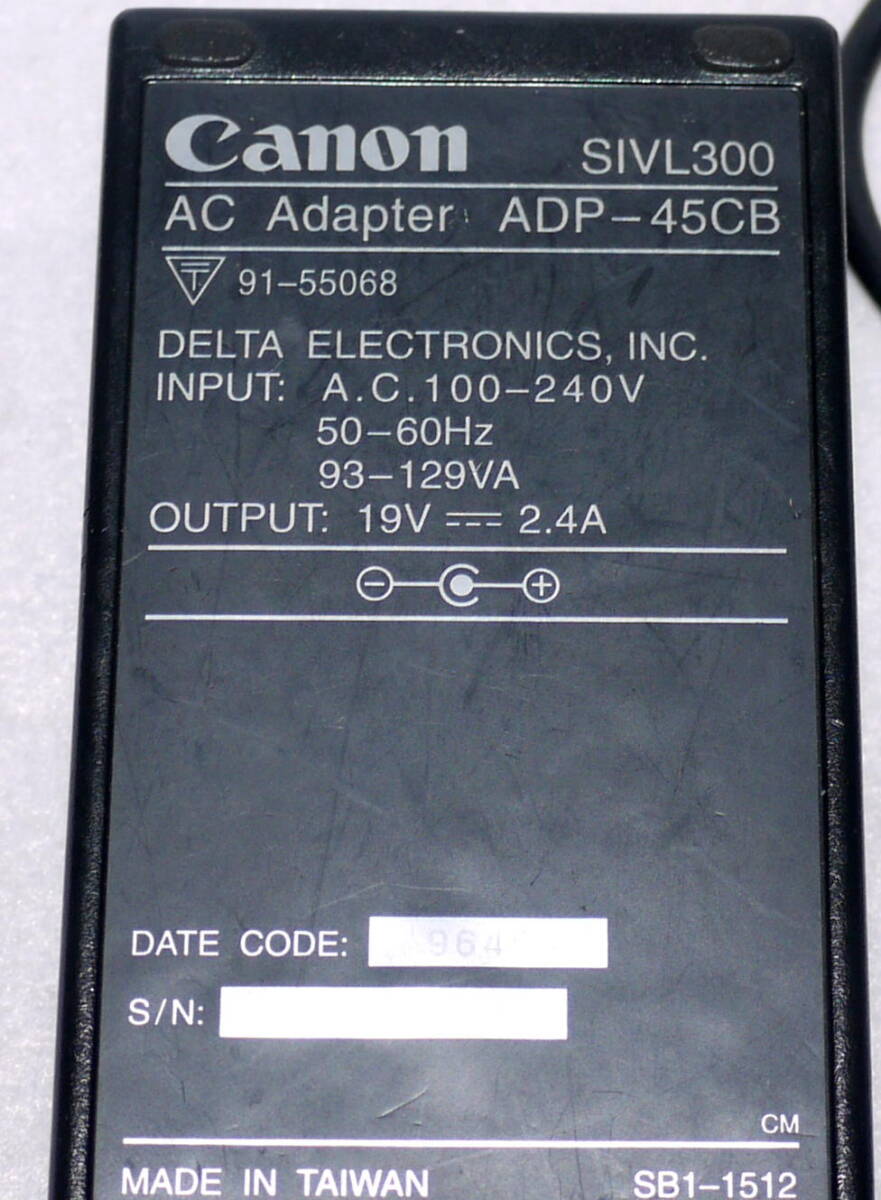 Canon SIVL300
AC Adapter ADP-45CB
T 91-55068
DELTA ELECTRONICS, INC.
INPUT: A.C.100-240V
50-60Hz
93-129VA
OUTPUT: 19V ⎓ 2.4A
DATE CODE: 964
S/N:
CM
MADE IN TAIWAN SB1-1512